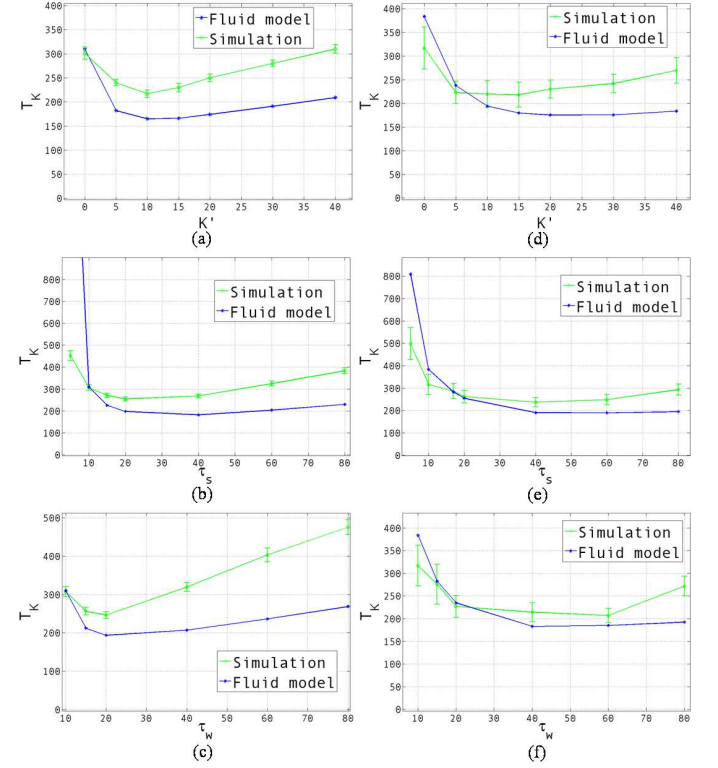 400
350
300
250
200
150
100
50
0
T_K
Fluid model
Simulation
0 5 10 15 20 25 30 35 40
K'
(a)
400
350
300
250
200
150
100
50
0
T_K
Simulation
Fluid model
0 5 10 15 20 25 30 35 40
K'
(d)
800
700
600
500
400
300
200
100
0
T_K
Simulation
Fluid model
10 20 30 40 50 60 70 80
τ_s
(b)
800
700
600
500
400
300
200
100
0
T_K
Simulation
Fluid model
10 20 30 40 50 60 70 80
τ_s
(e)
500
400
300
200
100
0
T_K
Simulation
Fluid model
10 20 30 40 50 60 70 80
τ_w
(c)
400
350
300
250
200
150
100
50
0
T_K
Simulation
Fluid model
10 20 30 40 50 60 70 80
τ_w
(f)